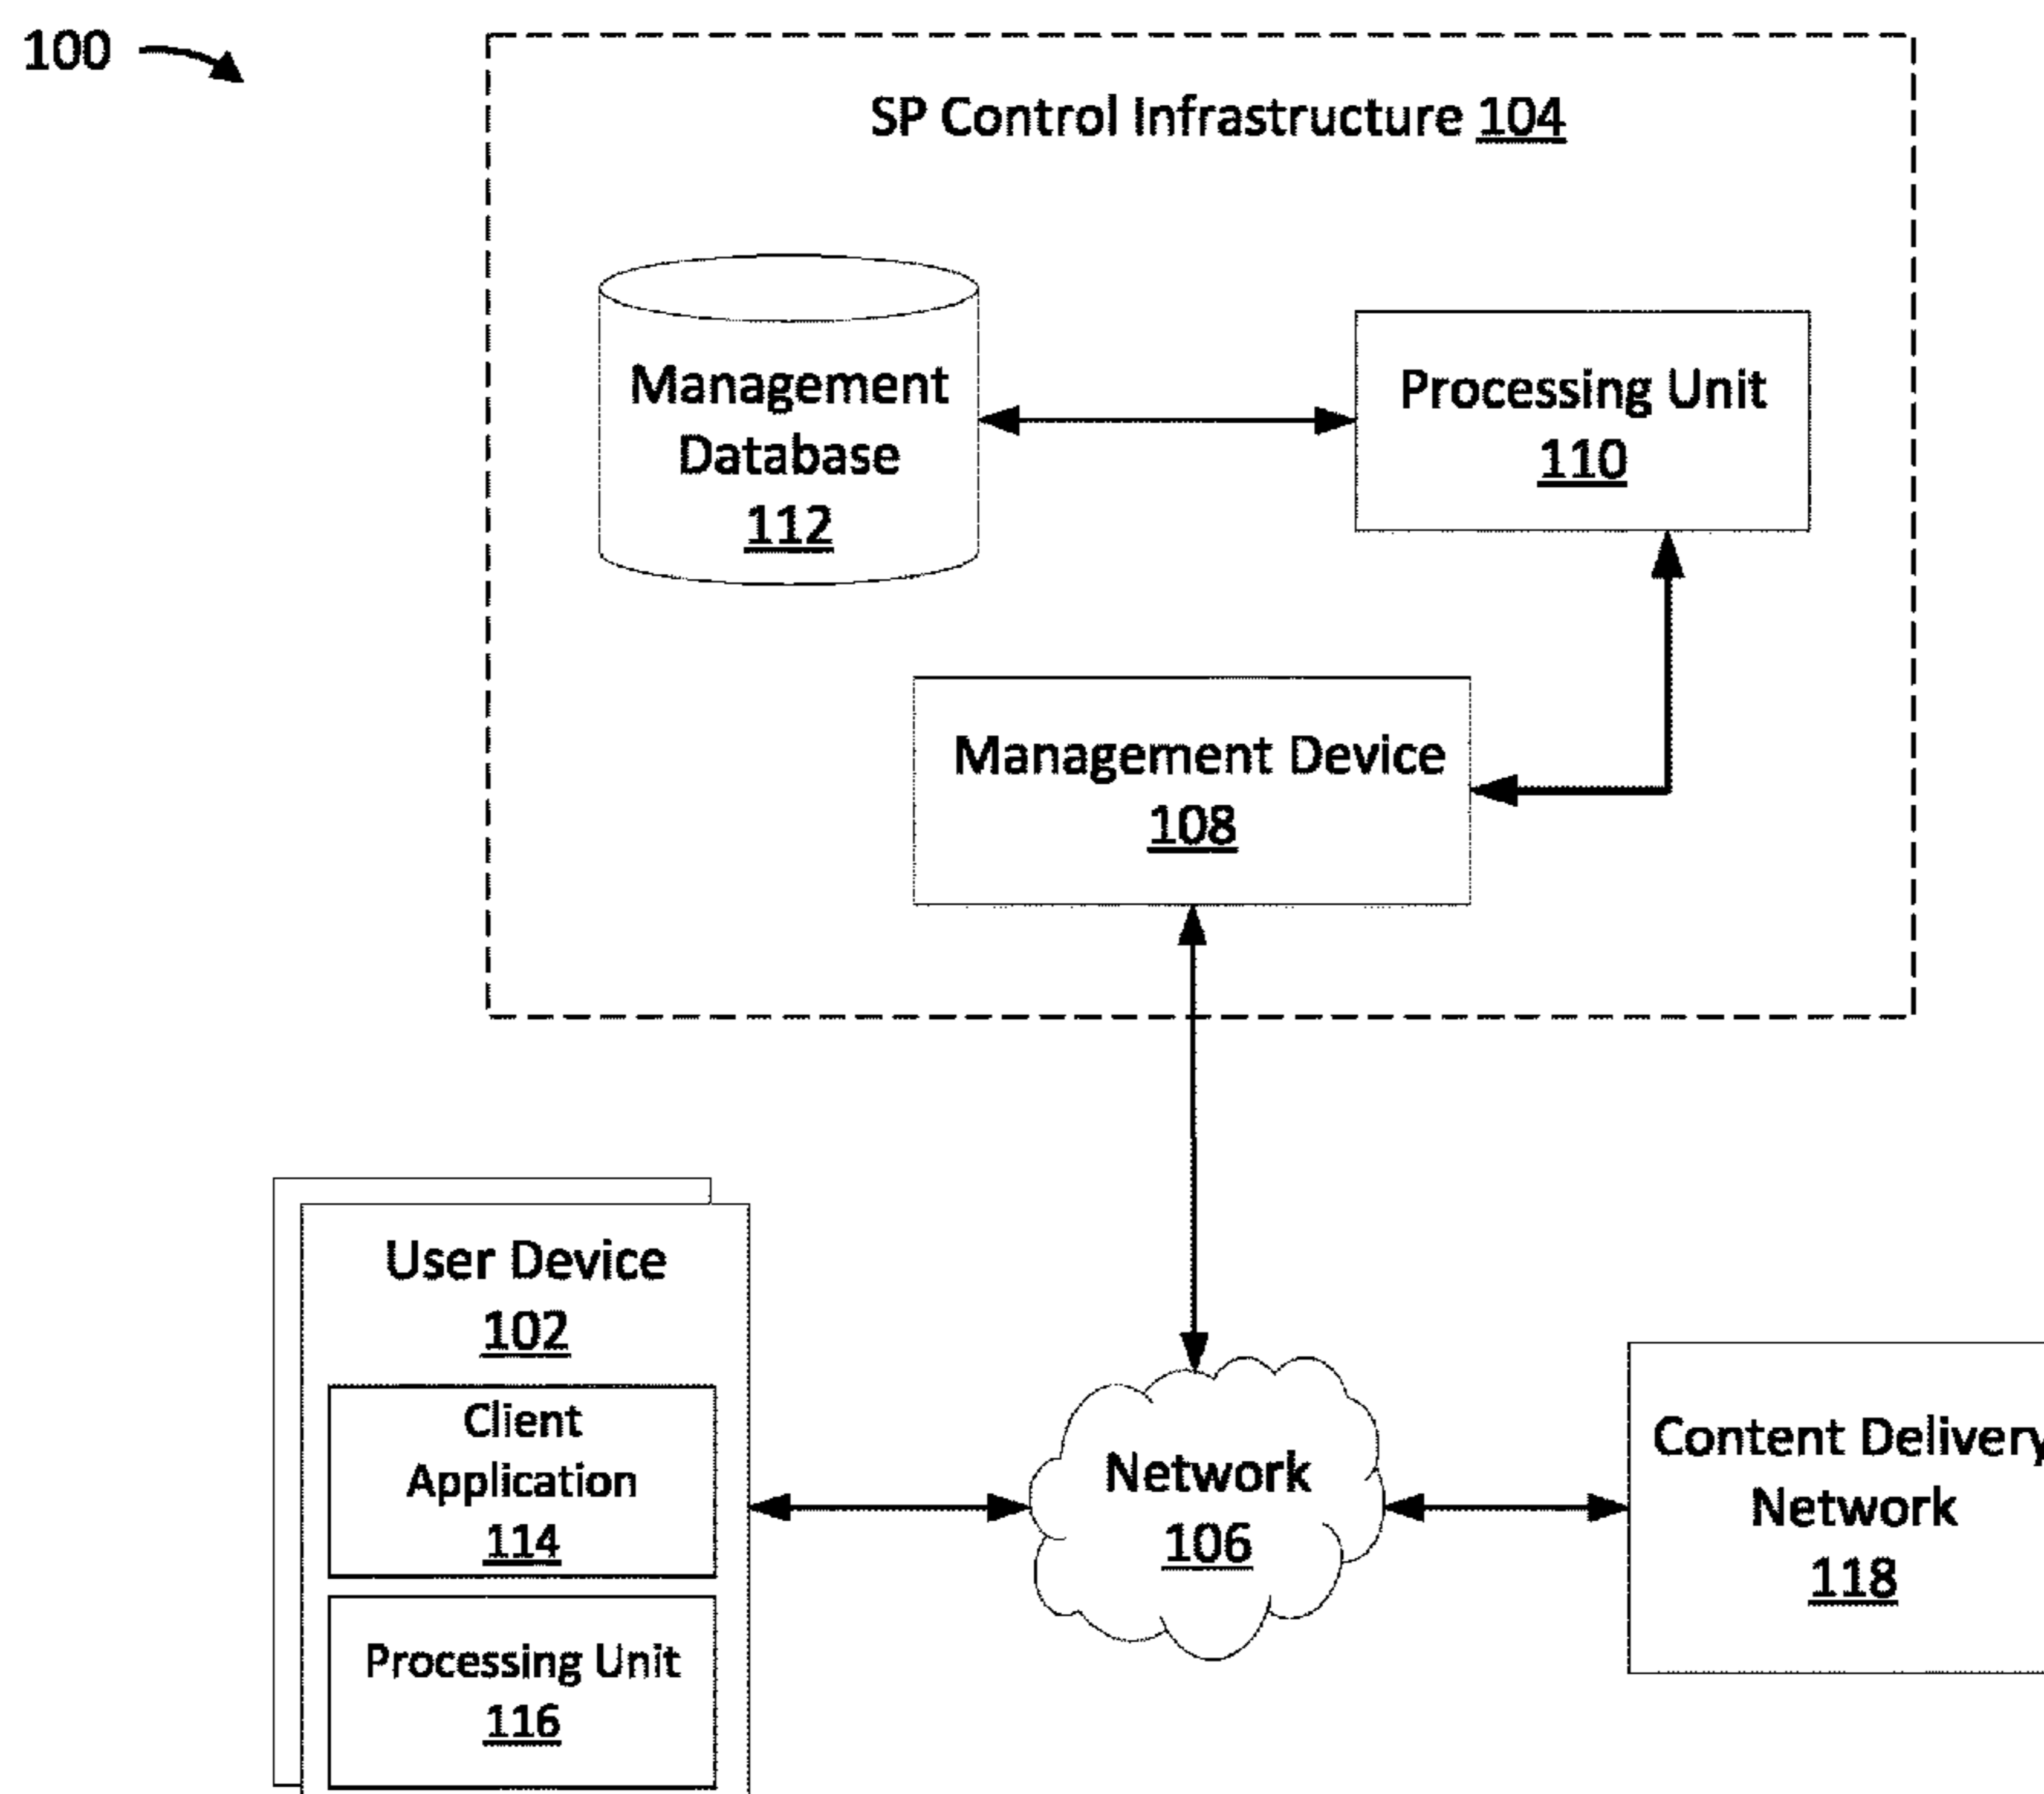 100
SP Control Infrastructure 104
Management
Database
112
Processing Unit
110
Management Device
108
User Device
102
Client
Application
114
Processing Unit
116
Network
106
Content Delivery
Network
118